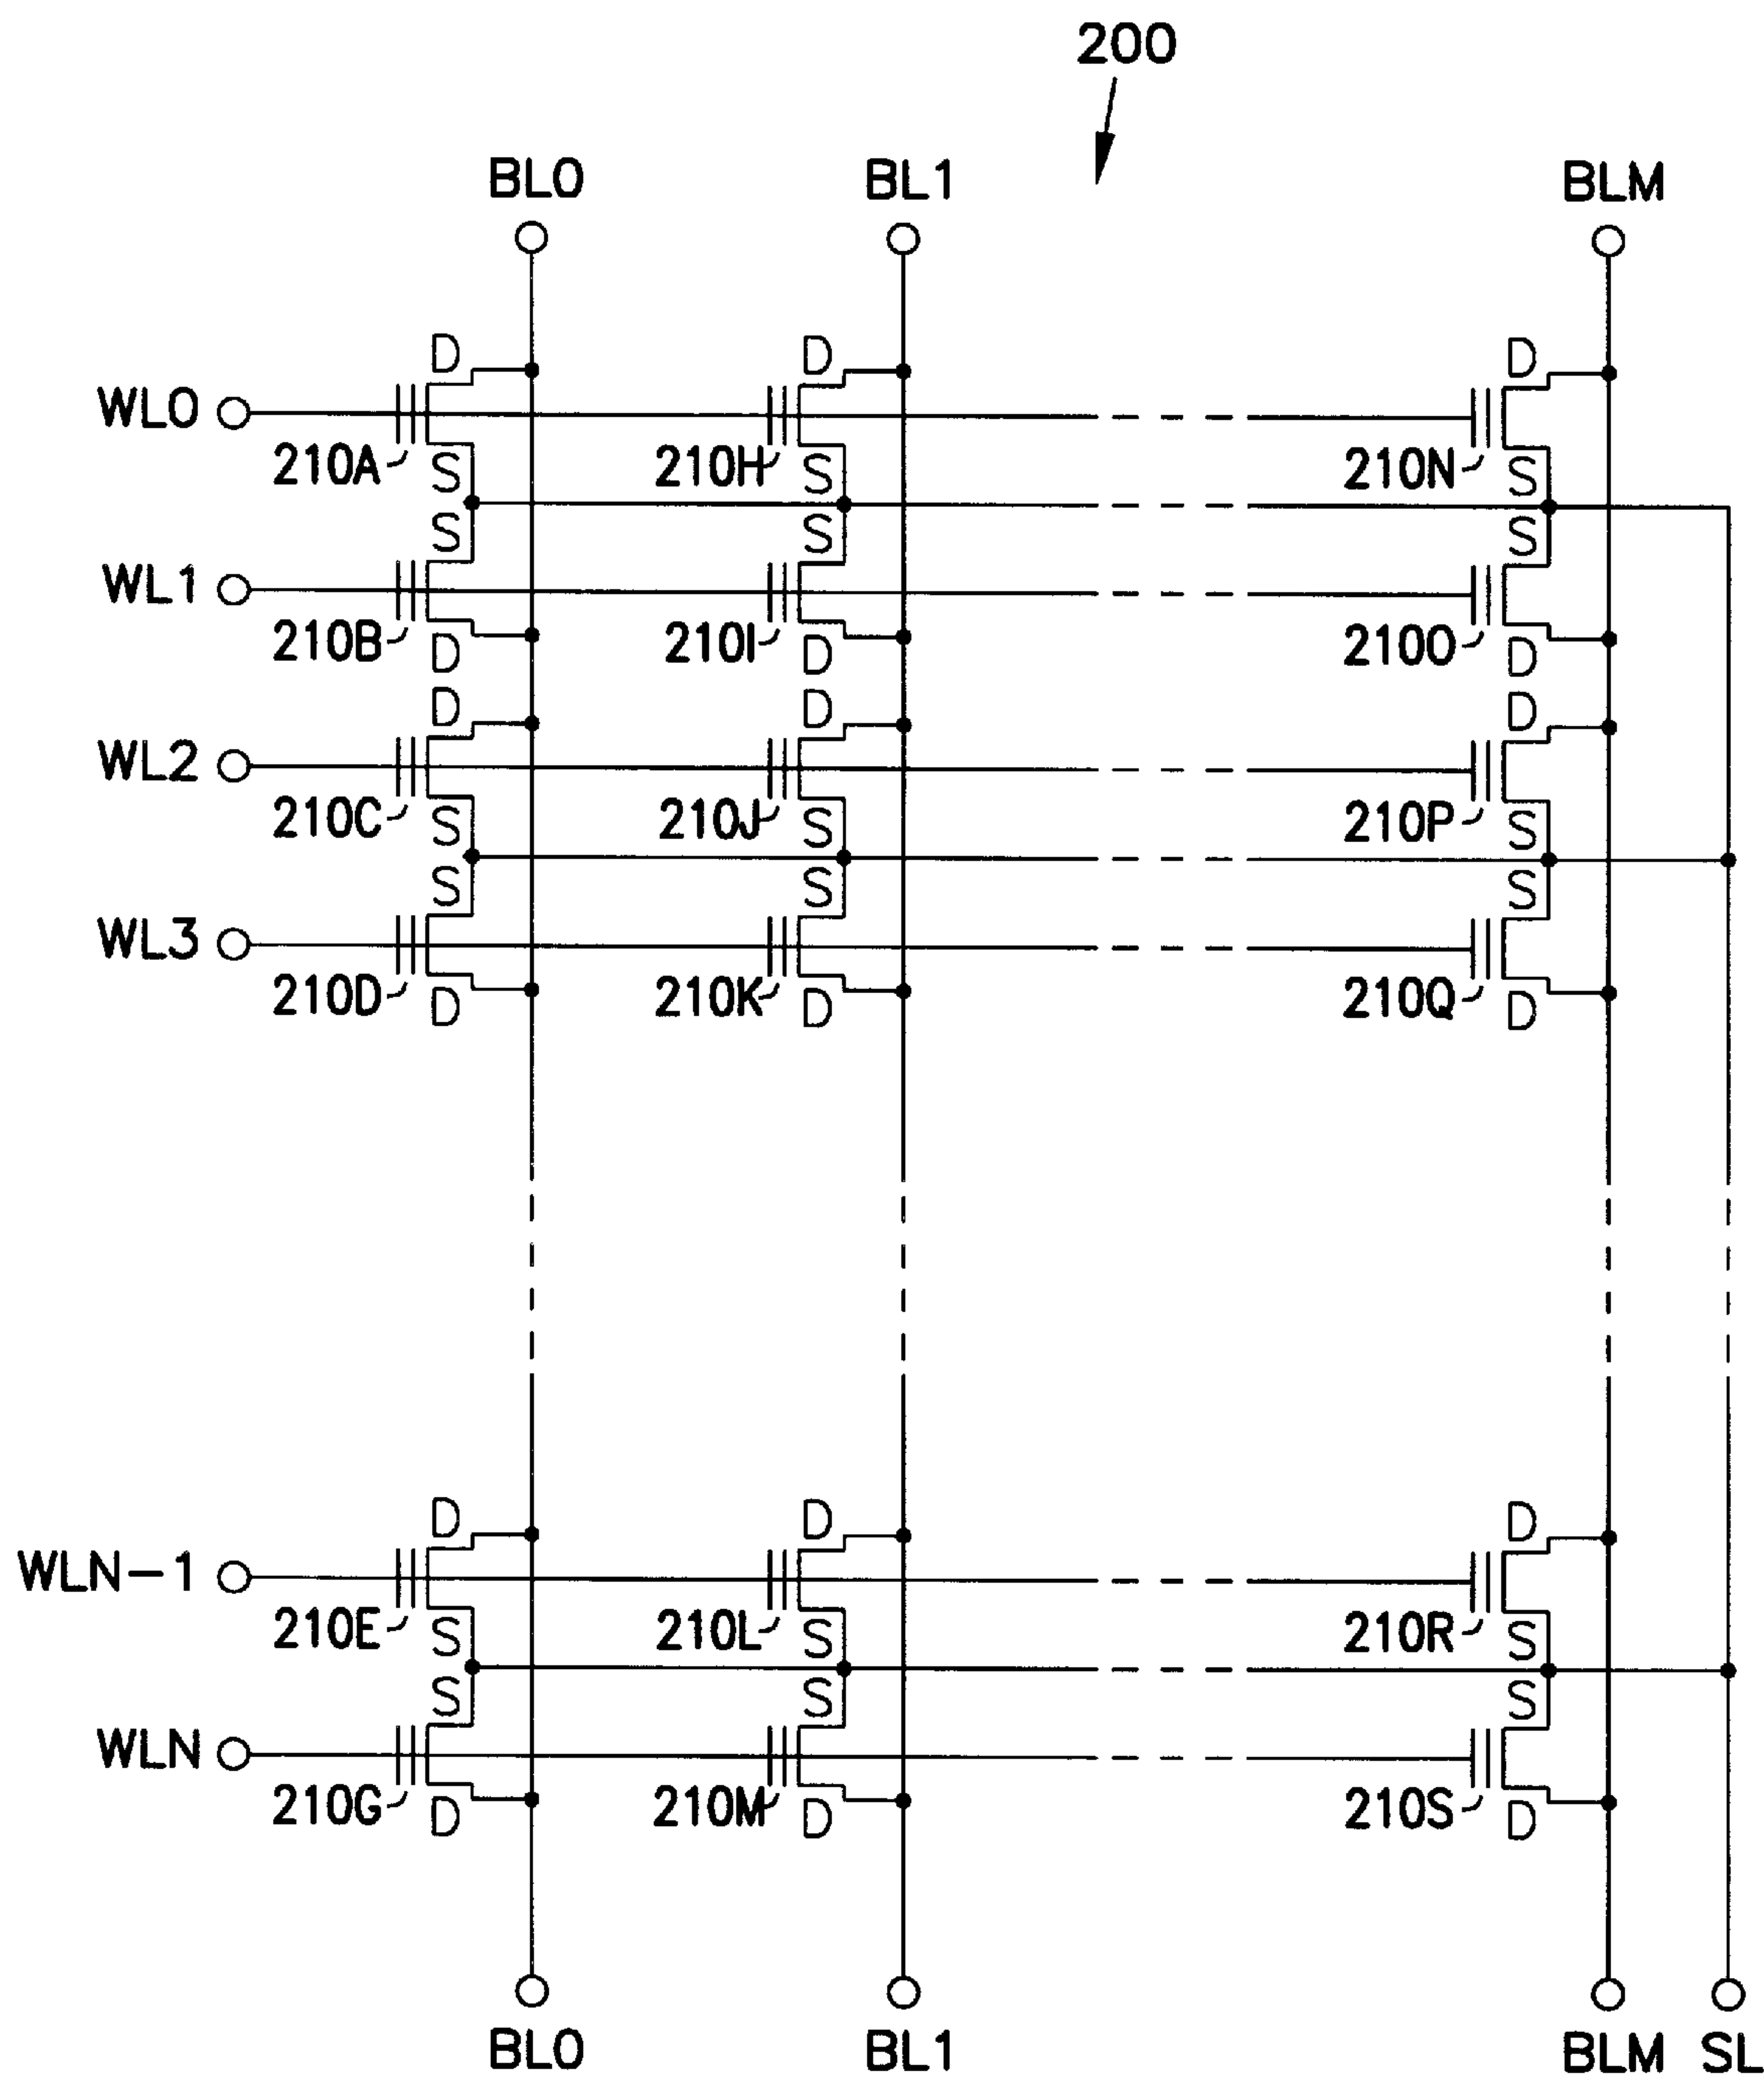 200
BL0 BL1 BLM
D D D
WL0
210A S 210H S 210N S
S S S
WL1
210B D 210I D 210O D
D D D
WL2
210C S 210J S 210P S
S S S
WL3
210D D 210K D 210Q D
D D D
WLN-1
210E S 210L S 210R S
S S S
WLN
210G D 210M D 210S D
BL0 BL1 BLM SL